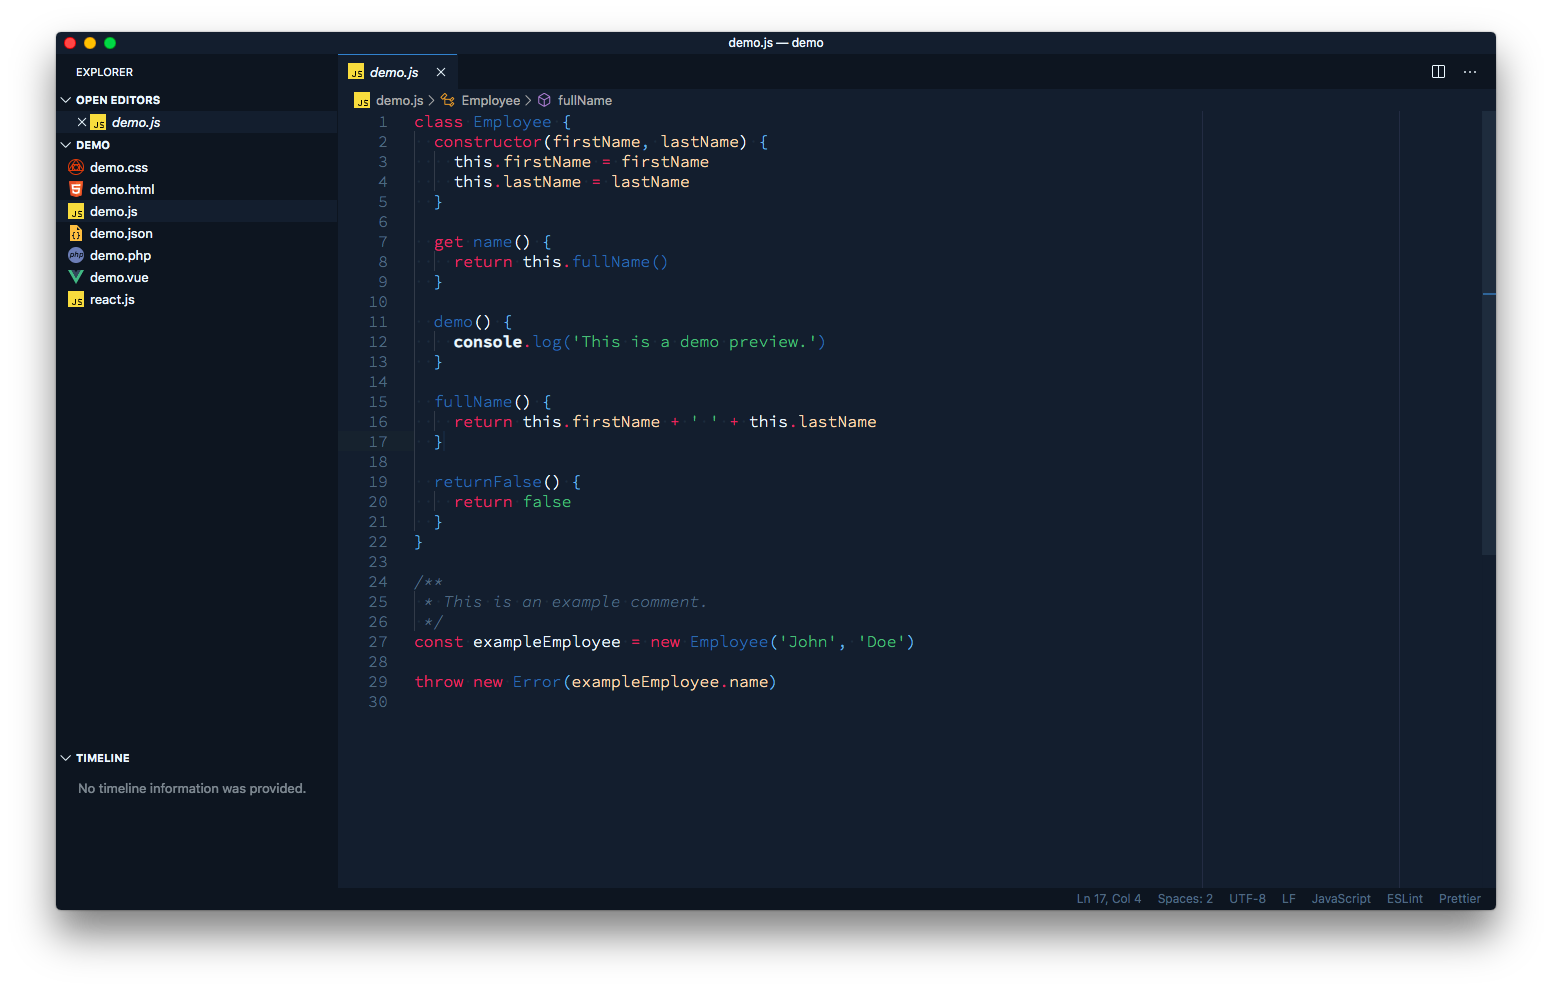 demo.js — demo
EXPLORER
OPEN EDITORS
JS demo.js
DEMO
demo.css
5 demo.html
JS demo.js
{} demo.json
php demo.php
demo.vue
JS react.js
TIMELINE
No timeline information was provided.
JS demo.js
JS demo.js > Employee > fullName
1 class Employee {
2 constructor(firstName, lastName) {
3 this.firstName = firstName
4 this.lastName = lastName
5 }
6
7 get name() {
8 return this.fullName()
9 }
10
11 demo() {
12 console.log('This is a demo preview.')
13 }
14
15 fullName() {
16 return this.firstName + ' ' + this.lastName
17 }
18
19 returnFalse() {
20 return false
21 }
22 }
23
24 /**
25 * This is an example comment.
26 */
27 const exampleEmployee = new Employee('John', 'Doe')
28
29 throw new Error(exampleEmployee.name)
30
Ln 17, Col 4 Spaces: 2 UTF-8 LF JavaScript ESLint Prettier